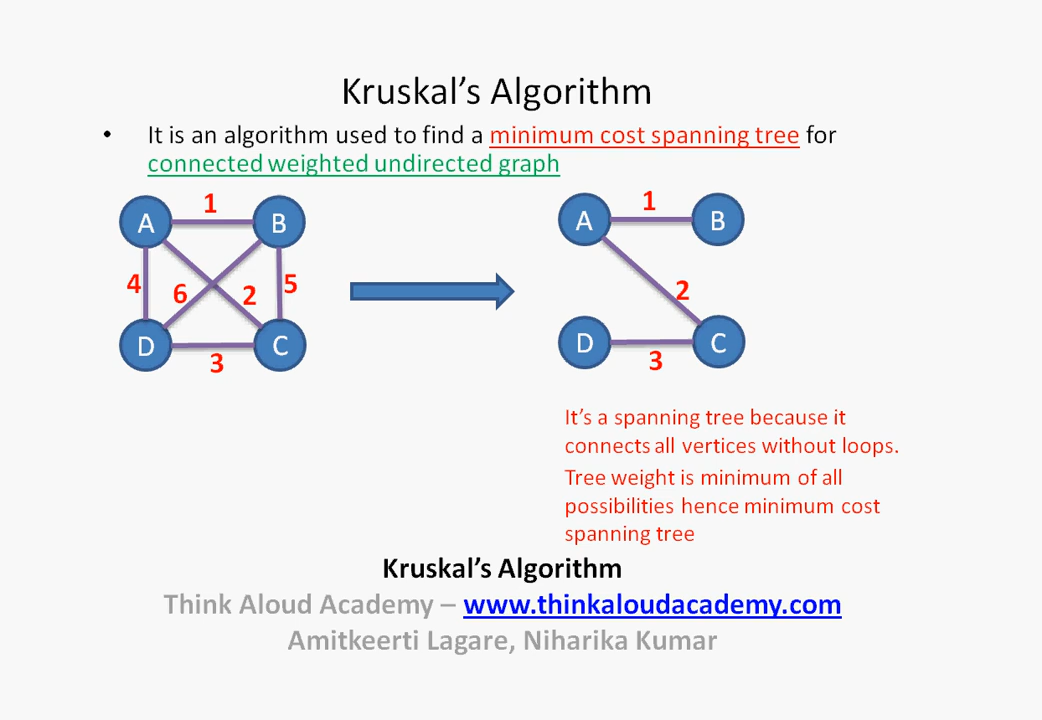 Kruskal's Algorithm
• It is an algorithm used to find a minimum cost spanning tree for
connected weighted undirected graph
A 1 B
4 6 2 5
D 3 C
A 1 B
2
D 3 C
It's a spanning tree because it
connects all vertices without loops.
Tree weight is minimum of all
possibilities hence minimum cost
spanning tree
Kruskal's Algorithm
Think Aloud Academy – www.thinkaloudacademy.com
Amitkeerti Lagare, Niharika Kumar